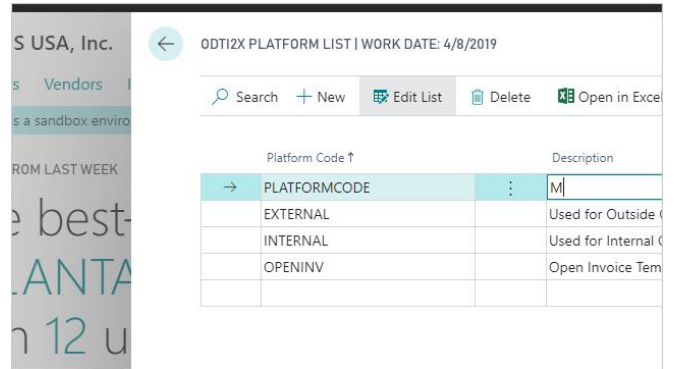 S USA, Inc.
ODTI2X PLATFORM LIST | WORK DATE: 4/8/2019
s Vendors
s a sandbox enviro
Search + New Edit List Delete Open in Excel
ROM LAST WEEK
Platform Code ↑ Description
→ PLATFORMCODE M
EXTERNAL Used for Outside
INTERNAL Used for Internal
OPENINV Open Invoice Tem
e best-
LANTA
n 12 u